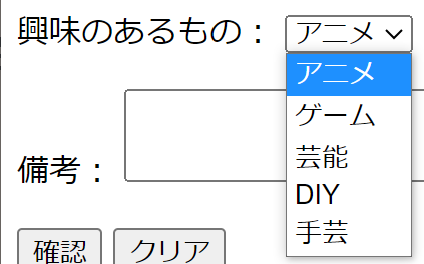 興味のあるもの： アニメ
アニメ
ゲーム
芸能
DIY
手芸
備考：
確認 クリア